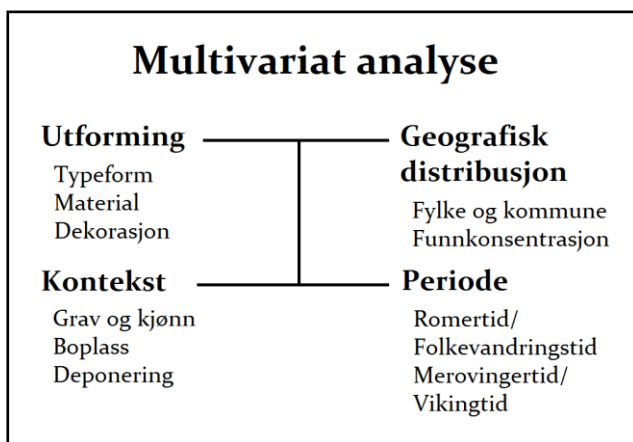 Multivariat analyse
Utforming
Typeform
Material
Dekorasjon
Geografisk
distribusjon
Fylke og kommune
Funnkonsentrasjon
Kontekst
Grav og kjønn
Boplass
Deponering
Periode
Romertid/
Folkevandringstid
Merovingertid/
Vikingtid